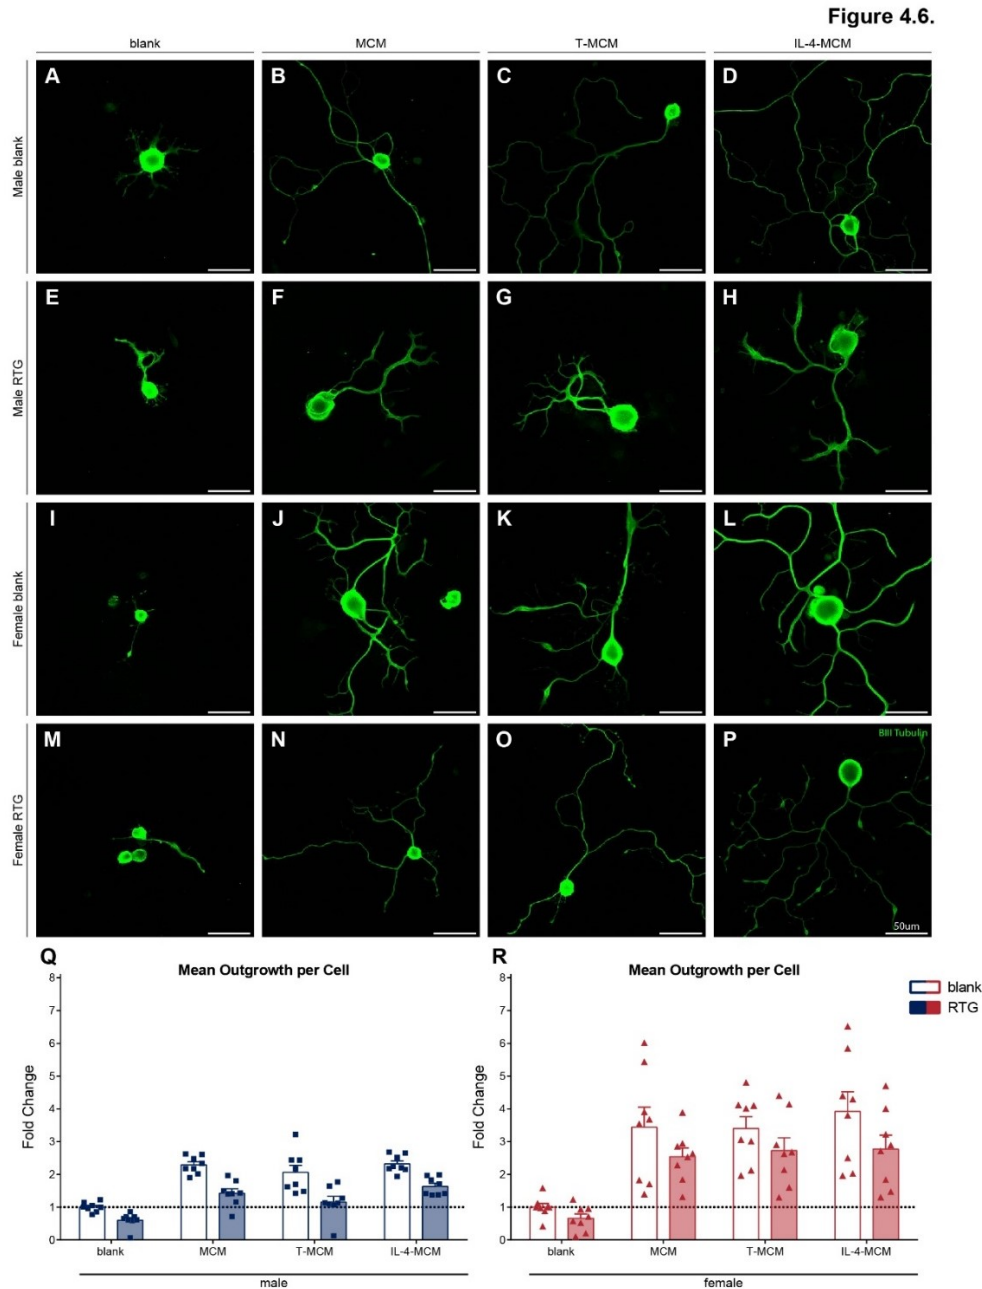 Figure 4.6.
blank MCM T-MCM IL-4-MCM
Male blank
A B C D
Male RTG
E F G H
Female blank
I J K L
Female RTG
M N O P
BIII Tubulin
50um
Q
Mean Outgrowth per Cell
Fold Change
8
7
6
5
4
3
2
1
0
blank MCM T-MCM IL-4-MCM
male
R
Mean Outgrowth per Cell
Fold Change
8
7
6
5
4
3
2
1
0
blank MCM T-MCM IL-4-MCM
female
blank
RTG